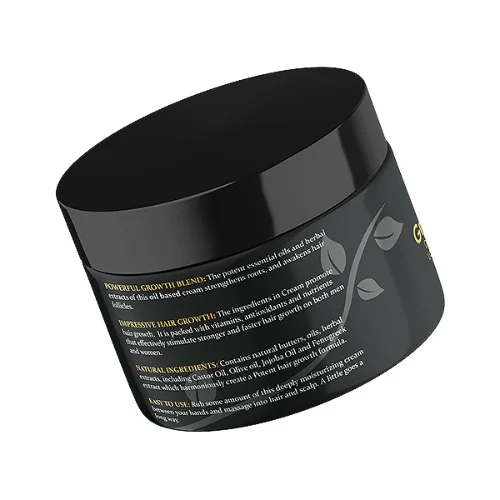 POWERFUL GROWTH BLEND: The potent essential oils and herbal
extracts of this oil based cream strengthens roots, and awakens hair
follicles.
IMPRESSIVE HAIR GROWTH: The ingredients in Cream promote
hair growth. It is packed with vitamins, antioxidants and nutrients
that effectively stimulate stronger and faster hair growth on both men
and women.
NATURAL INGREDIENTS: Contains natural butters, oils, herbal
extracts, including Castor Oil, Olive oil, Jojoba Oil and Fenugreek
extract which harmoniously create a Potent hair growth formula.
EASY TO USE: Rub some amount of this deeply moisturizing cream
between your hands and massage into hair and scalp. A little goes a
long way.